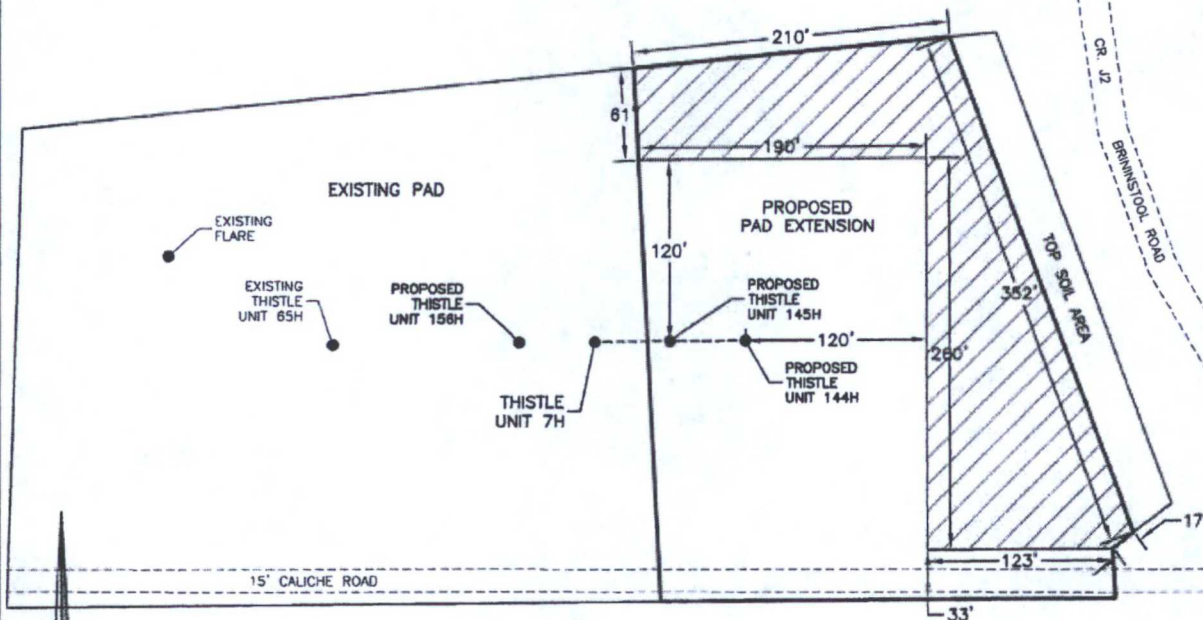 210'
CR. J2
BRININSTOOL ROAD
61'
190'
EXISTING PAD
PROPOSED
PAD EXTENSION
EXISTING
FLARE
120'
TOP SOIL AREA
352'
EXISTING
THISTLE
UNIT 65H
PROPOSED
THISTLE
UNIT 156H
PROPOSED
THISTLE
UNIT 145H
120'
260'
THISTLE
UNIT 7H
PROPOSED
THISTLE
UNIT 144H
17
123'
15' CALICHE ROAD
33'